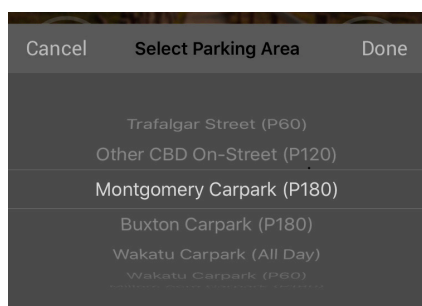 Cancel Select Parking Area Done
Trafalgar Street (P60)
Other CBD On-Street (P120)
Montgomery Carpark (P180)
Buxton Carpark (P180)
Wakatu Carpark (All Day)
Wakatu Carpark (P60)